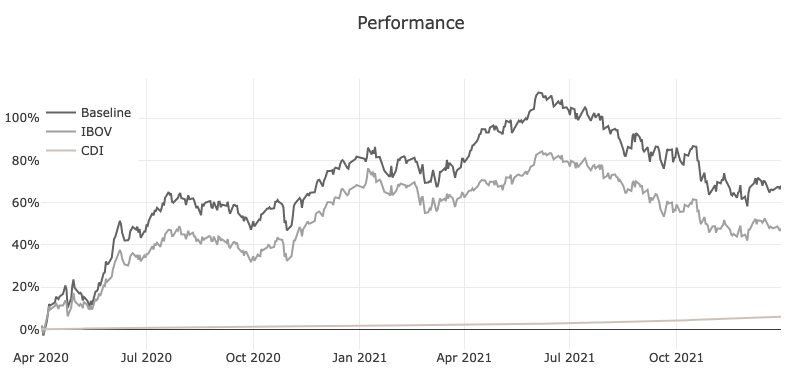 Performance
Baseline
IBOV
CDI
100%
80%
60%
40%
20%
0%
Apr 2020 Jul 2020 Oct 2020 Jan 2021 Apr 2021 Jul 2021 Oct 2021